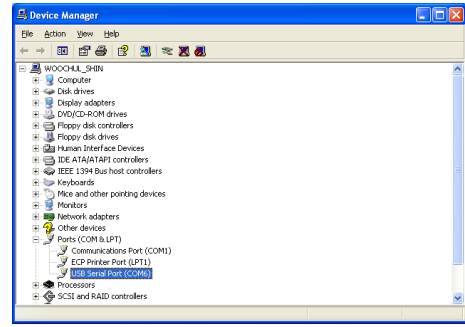 Device Manager
File Action View Help
WOOCHUL_SHIN
Computer
Disk drives
Display adapters
DVD/CD-ROM drives
Floppy disk controllers
Floppy disk drives
Human Interface Devices
IDE ATA/ATAPI controllers
IEEE 1394 Bus host controllers
Keyboards
Mice and other pointing devices
Monitors
Network adapters
Other devices
Ports (COM & LPT)
Communications Port (COM1)
ECP Printer Port (LPT1)
USB Serial Port (COM6)
Processors
SCSI and RAID controllers